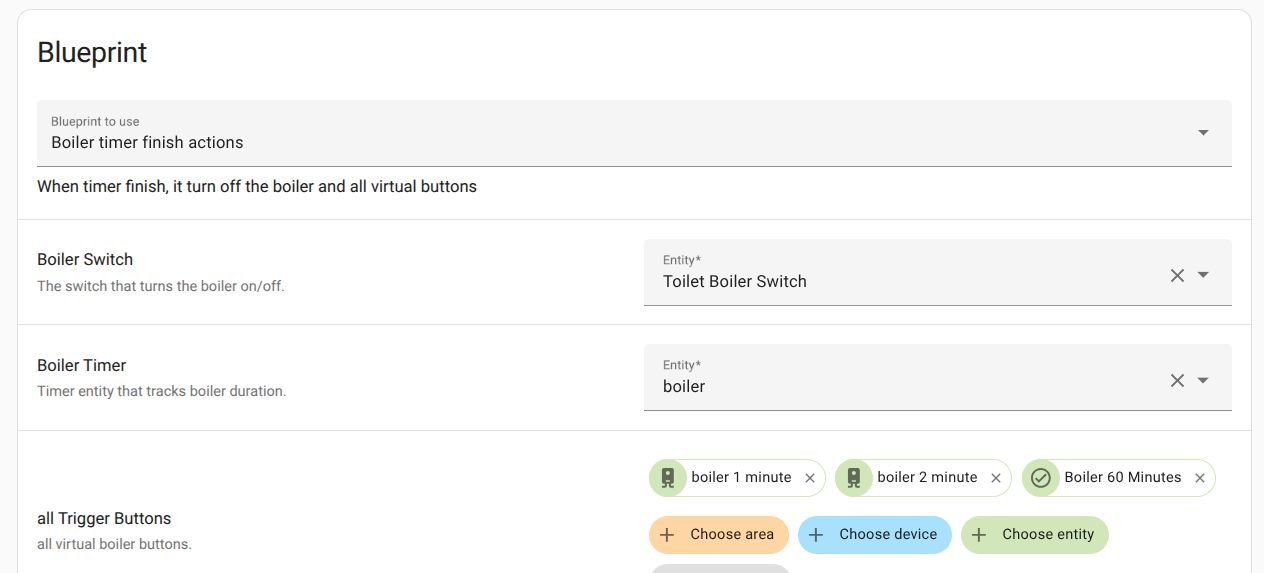 Blueprint
Blueprint to use
Boiler timer finish actions
When timer finish, it turn off the boiler and all virtual buttons
Boiler Switch
The switch that turns the boiler on/off.
Entity*
Toilet Boiler Switch
Boiler Timer
Timer entity that tracks boiler duration.
Entity*
boiler
all Trigger Buttons
all virtual boiler buttons.
boiler 1 minute
boiler 2 minute
Boiler 60 Minutes
Choose area
Choose device
Choose entity